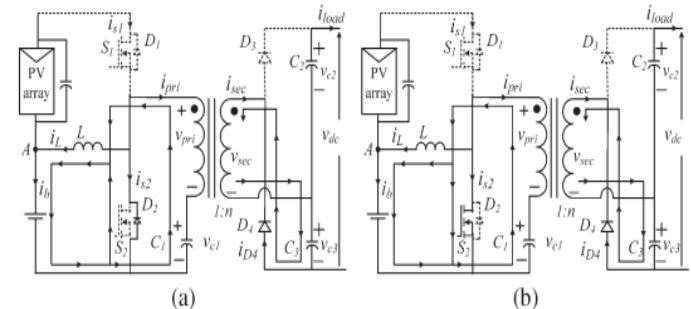 i_s1
S_1
D_1
PV
array
i_pri
A
i_L
L
i_b
v_pri
i_s2
D_2
S_2
C_1
v_c1
1:n
i_sec
v_sec
D_3
C_2
v_c2
i_load
v_dc
D_4
i_D4
C_3
v_c3
(a)
i_s1
S_1
D_1
PV
array
i_pri
A
i_L
L
i_b
v_pri
i_s2
D_2
S_2
C_1
v_c1
1:n
i_sec
v_sec
D_3
C_2
v_c2
i_load
v_dc
D_4
i_D4
C_3
v_c3
(b)